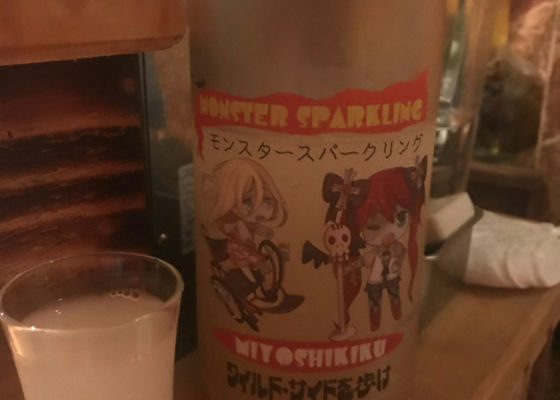 MONSTER SPARKLING
モンスタースパークリング
MIYOSHIKIKU
ワイルド・サイドを歩け